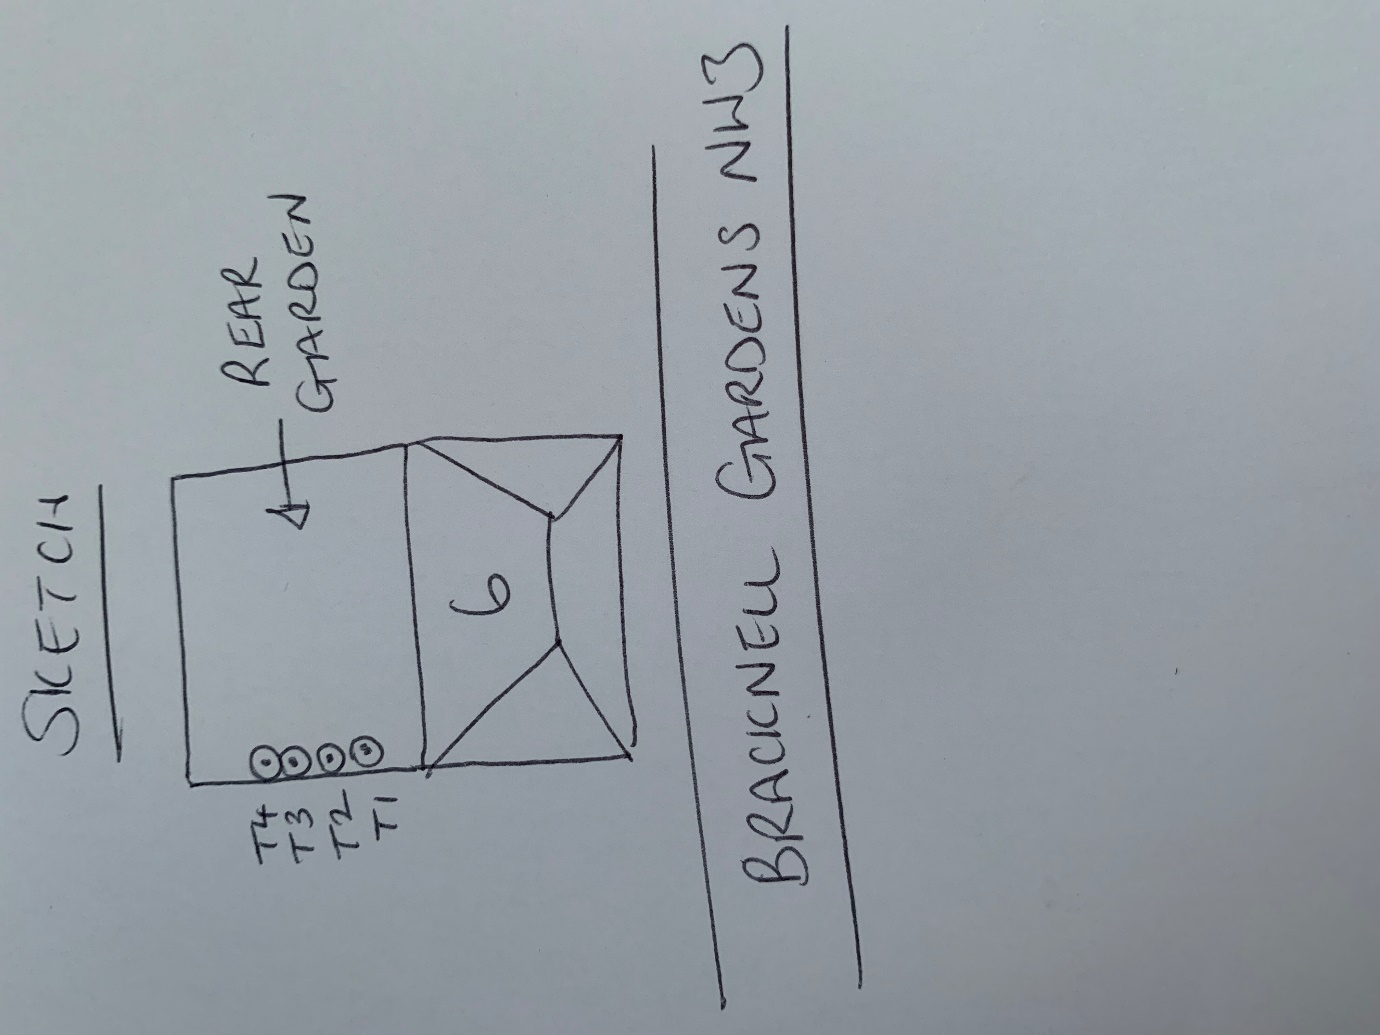 SKETCH
REAR
GARDEN
T4
T3
T2
T1
6
BRACKNELL GARDENS NW3